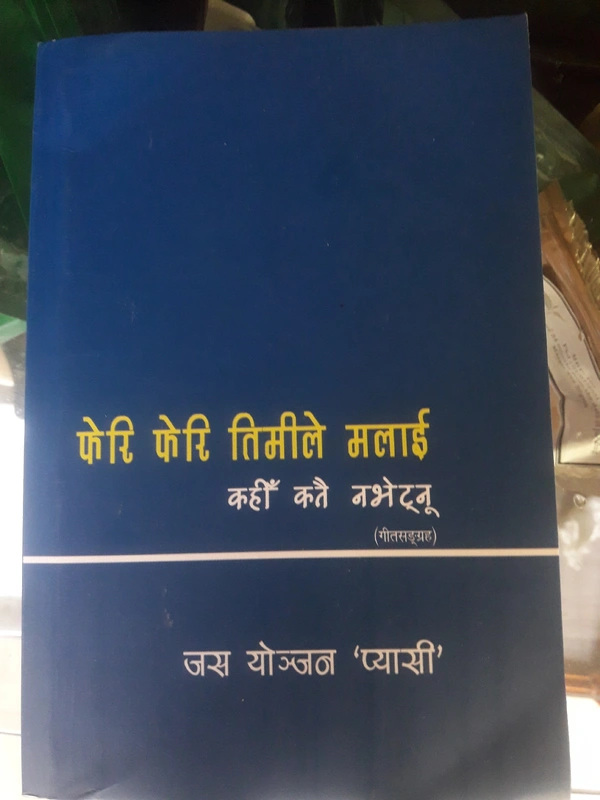 फेरि फेरि तिमीले मलाई
कहीँ कतै नभेट्नू
(गीतसङ्ग्रह)
जस योञ्जन ‘प्यासी’